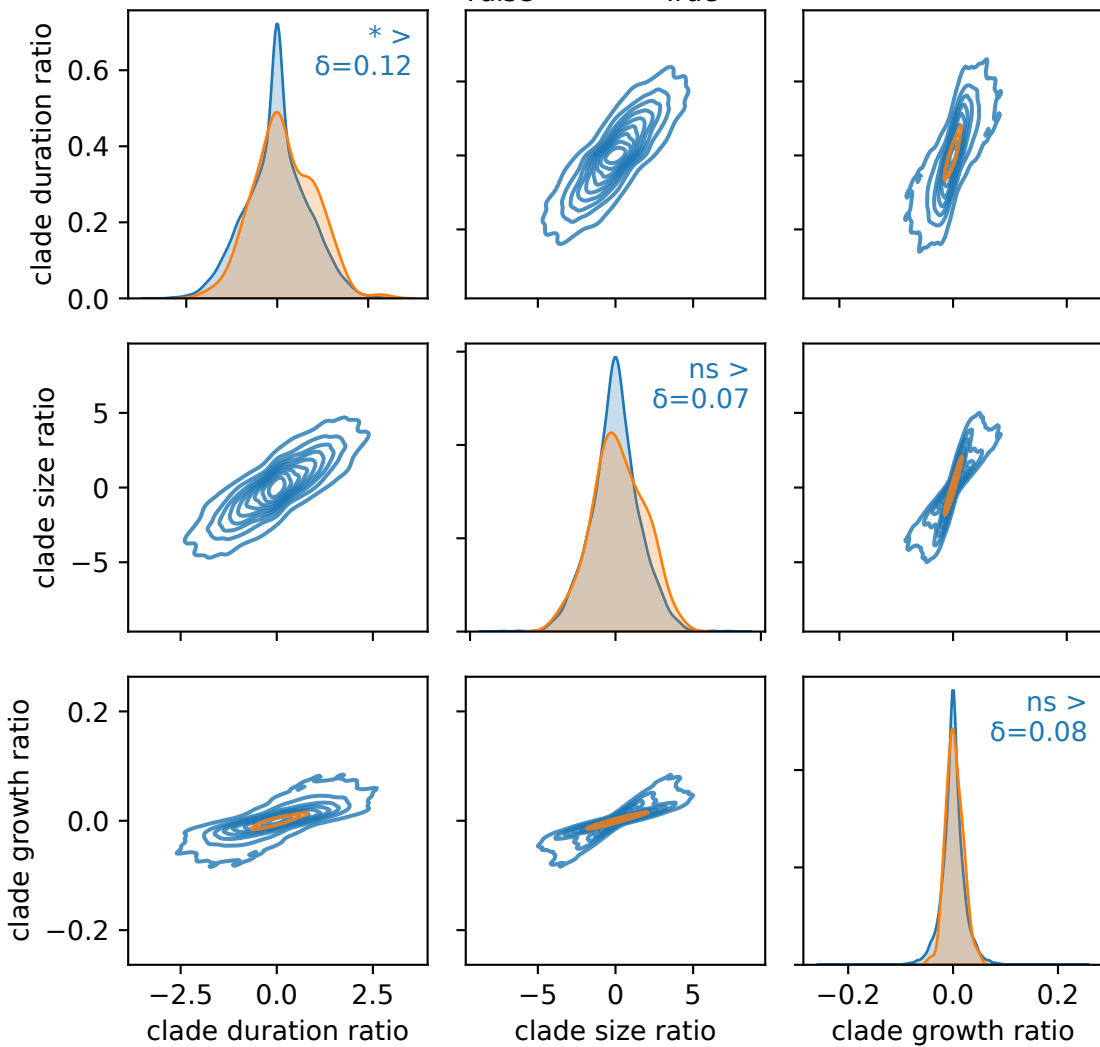 * >
δ=0.12
0.6
0.4
0.2
0.0
clade duration ratio
ns >
δ=0.07
5
0
−5
clade size ratio
ns >
δ=0.08
0.2
0.0
−0.2
clade growth ratio
−2.5 0.0 2.5
−5 0 5
−0.2 0.0 0.2
clade duration ratio
clade size ratio
clade growth ratio